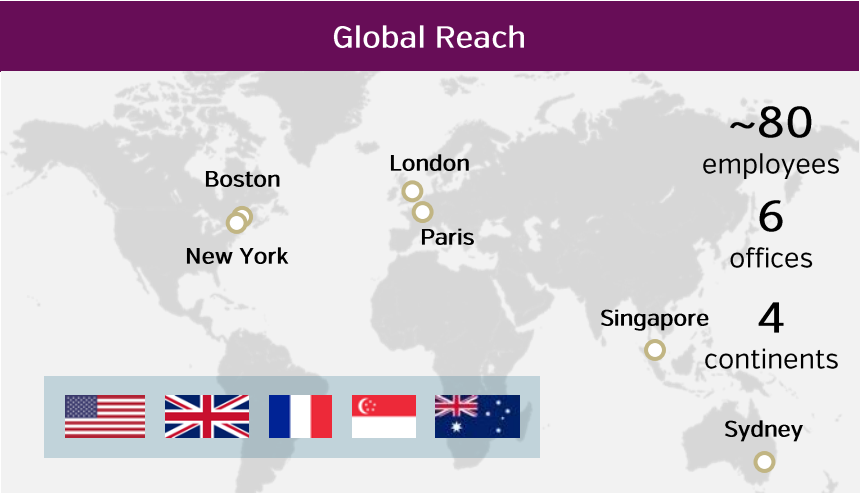 Global Reach
~80
employees
6
offices
4
continents
Boston
New York
London
Paris
Singapore
Sydney